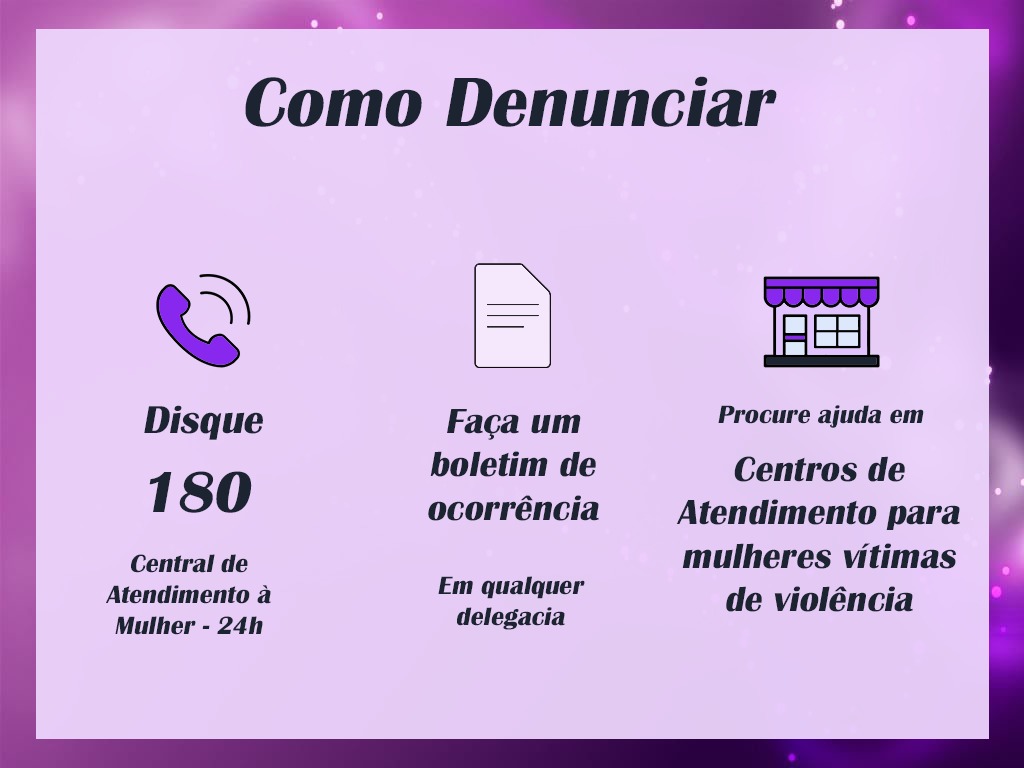 Como Denunciar
Disque
180
Central de
Atendimento à
Mulher - 24h
Faça um
boletim de
ocorrência
Em qualquer
delegacia
Procure ajuda em
Centros de
Atendimento para
mulheres vítimas
de violência